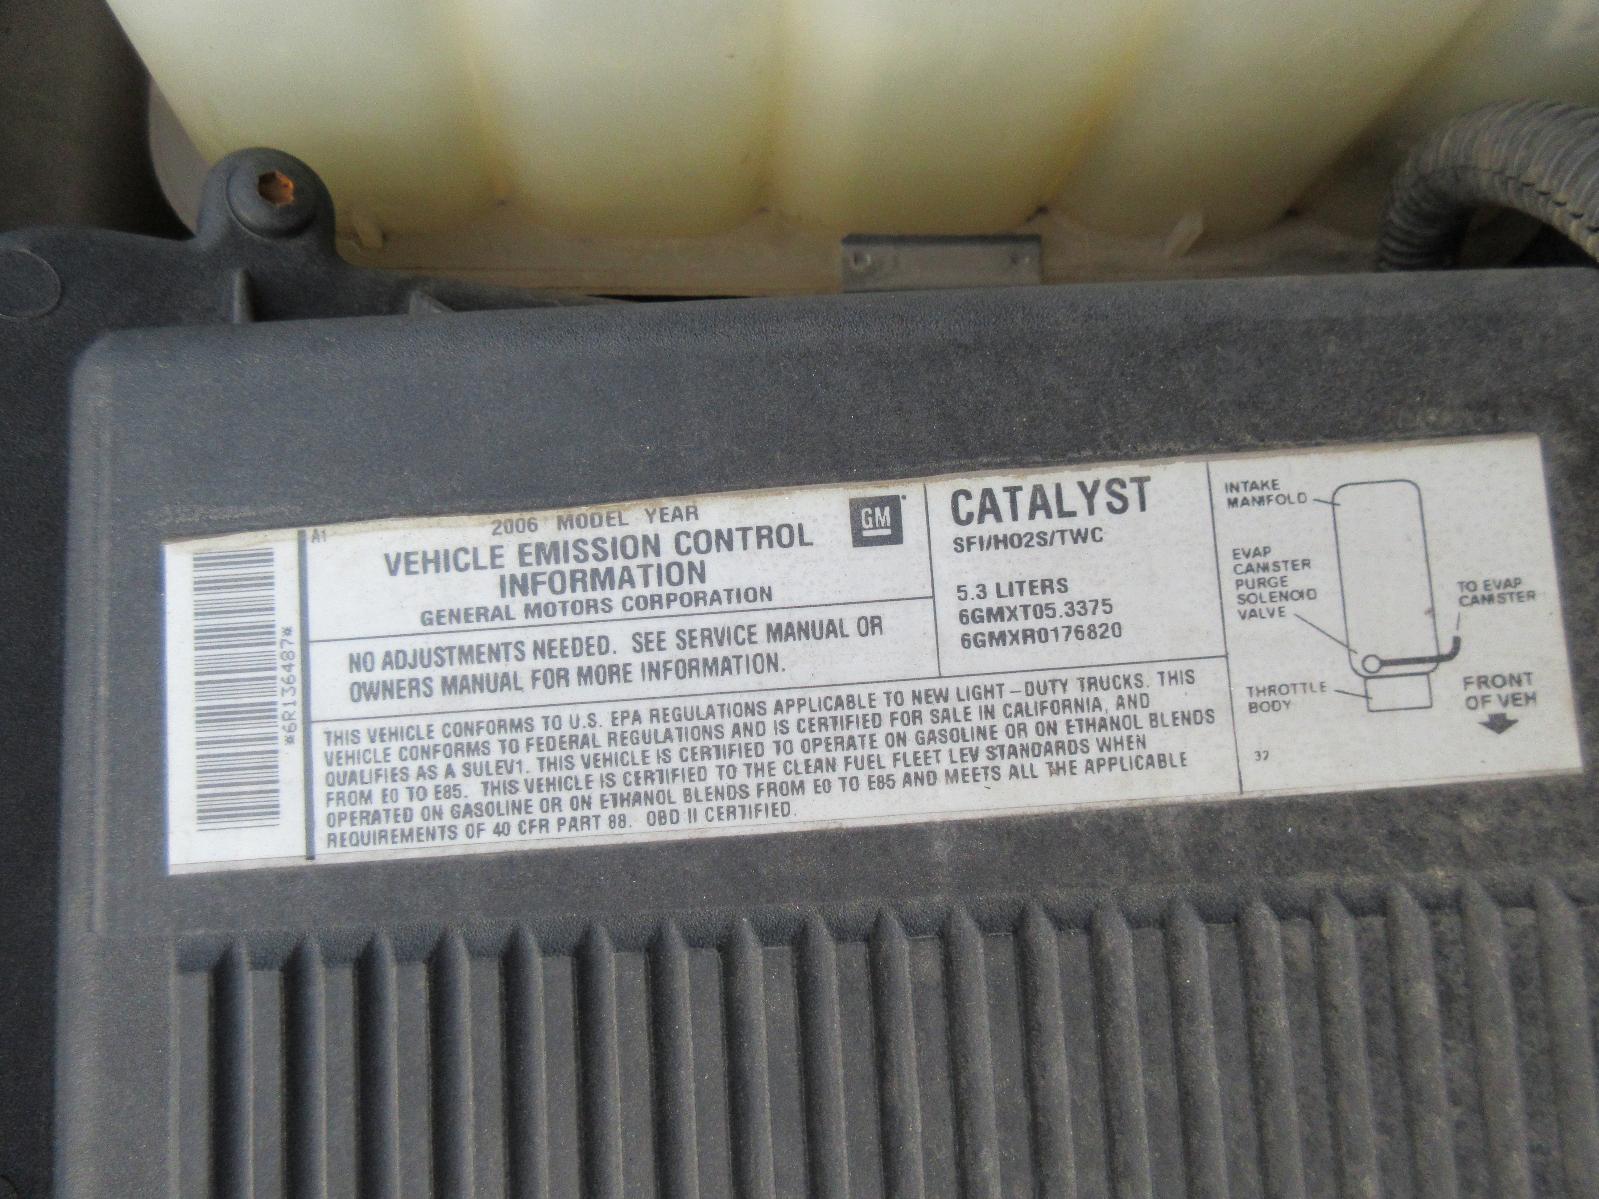 *6R136487*
A1
2006 MODEL YEAR
VEHICLE EMISSION CONTROL
INFORMATION
GENERAL MOTORS CORPORATION
GM
NO ADJUSTMENTS NEEDED. SEE SERVICE MANUAL OR
OWNERS MANUAL FOR MORE INFORMATION.
CATALYST
SFI/HO2S/TWC
5.3 LITERS
6GMXT05.3375
6GMXR0176820
THIS VEHICLE CONFORMS TO U.S. EPA REGULATIONS APPLICABLE TO NEW LIGHT-DUTY TRUCKS. THIS
VEHICLE CONFORMS TO FEDERAL REGULATIONS AND IS CERTIFIED FOR SALE IN CALIFORNIA, AND
QUALIFIES AS A SULEV1. THIS VEHICLE IS CERTIFIED TO OPERATE ON GASOLINE OR ON ETHANOL BLENDS
FROM E0 TO E85. THIS VEHICLE IS CERTIFIED TO THE CLEAN FUEL FLEET LEV STANDARDS WHEN
OPERATED ON GASOLINE OR ON ETHANOL BLENDS FROM E0 TO E85 AND MEETS ALL THE APPLICABLE
REQUIREMENTS OF 40 CFR PART 88. OBD II CERTIFIED.
INTAKE
MANIFOLD
EVAP
CANISTER
PURGE
SOLENOID
VALVE
TO EVAP
CANISTER
THROTTLE
BODY
FRONT
OF VEH
32